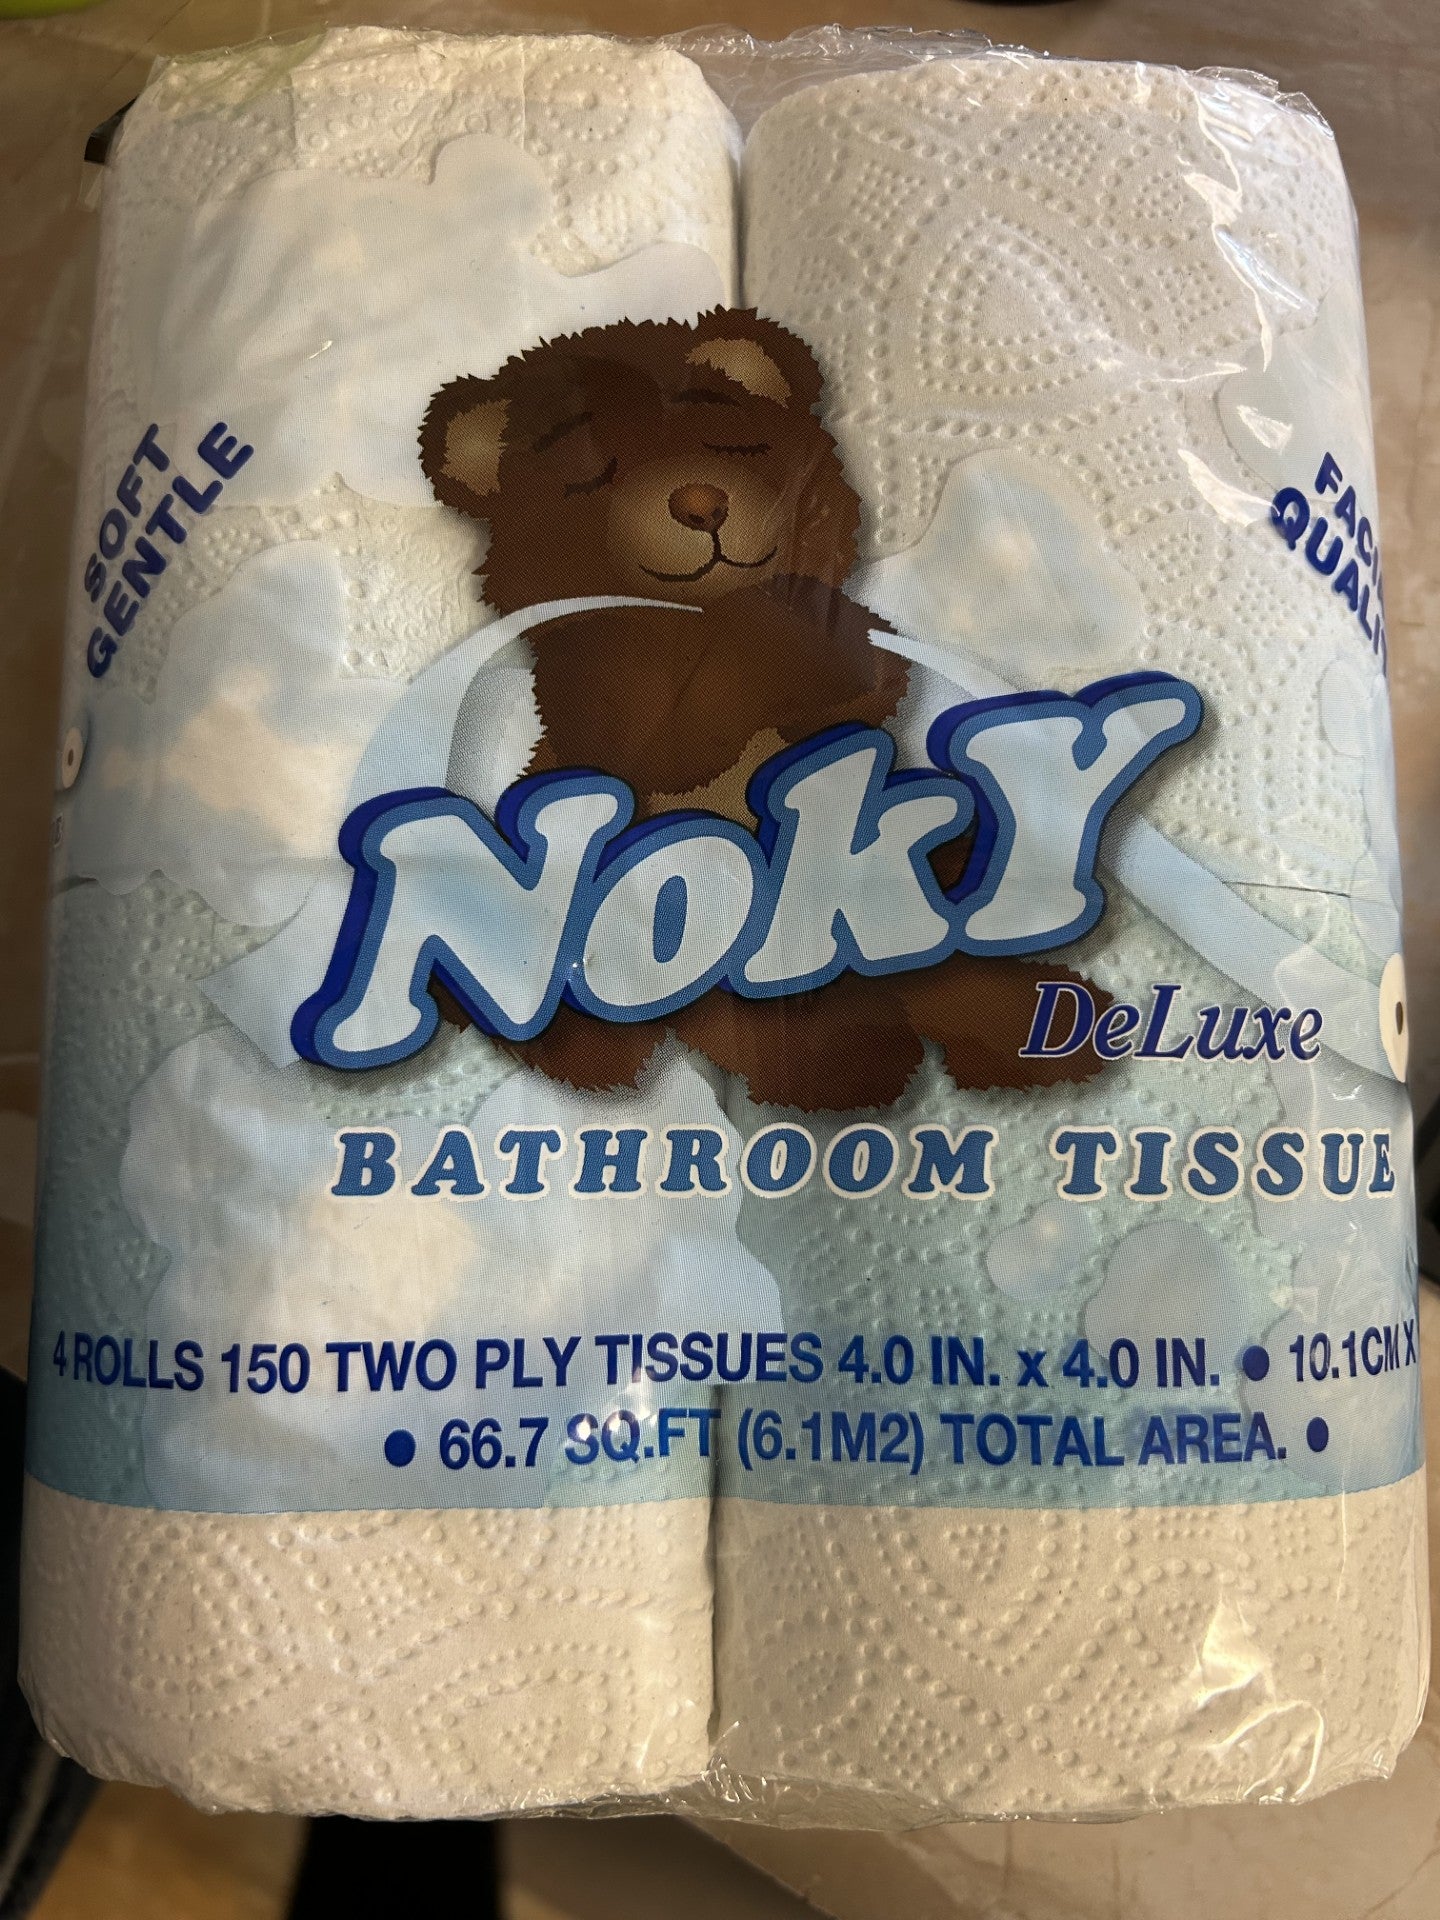 SOFT
GENTLE
QUALIT
NOKY
DeLuxe
BATHROOM TISSUE
4 ROLLS 150 TWO PLY TISSUES 4.0 IN. x 4.0 IN. ● 10.1CM X
● 66.7 SQ.FT (6.1M2) TOTAL AREA. ●